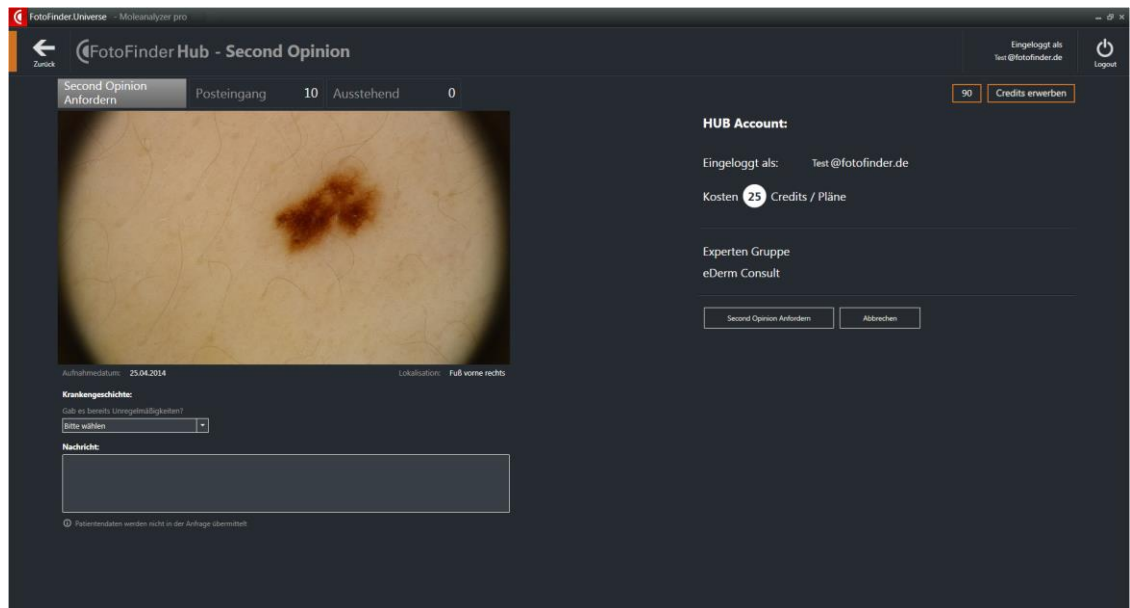 FotoFinder.Universe - Moleanalyzer pro
Zurück
FotoFinder Hub - Second Opinion
Eingeloggt als
Test@fotofinder.de
Logout
Second Opinion
Anfordern
Posteingang 10
Ausstehend 0
90
Credits erwerben
HUB Account:
Eingeloggt als: Test@fotofinder.de
Kosten 25 Credits / Pläne
Experten Gruppe
eDerm Consult
Second Opinion Anfordern
Abbrechen
Aufnahmedatum: 25.04.2014
Lokalisation: Fuß vorne rechts
Krankengeschichte:
Gab es bereits Unregelmäßigkeiten?
Bitte wählen
Nachricht:
Patientendaten werden nicht in der Anfrage übermittelt